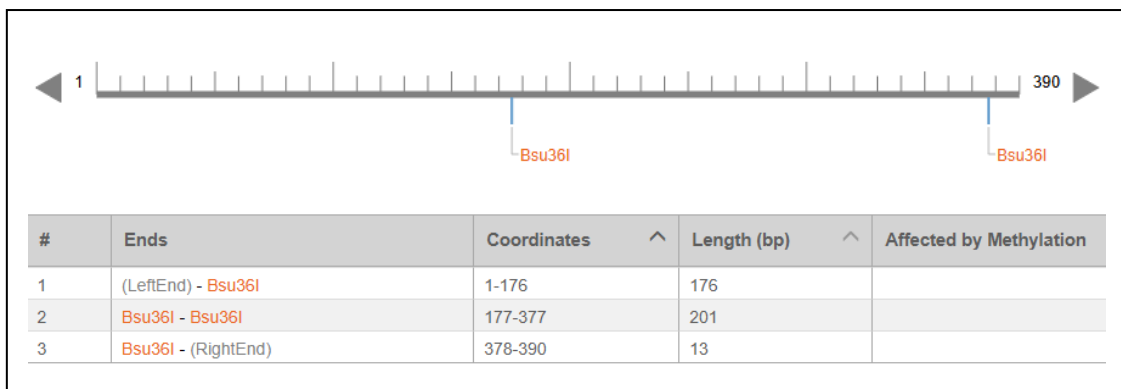 1 390
Bsu36I Bsu36I
# Ends Coordinates Length (bp) Affected by Methylation
1 (LeftEnd) - Bsu36I 1-176 176
2 Bsu36I - Bsu36I 177-377 201
3 Bsu36I - (RightEnd) 378-390 13